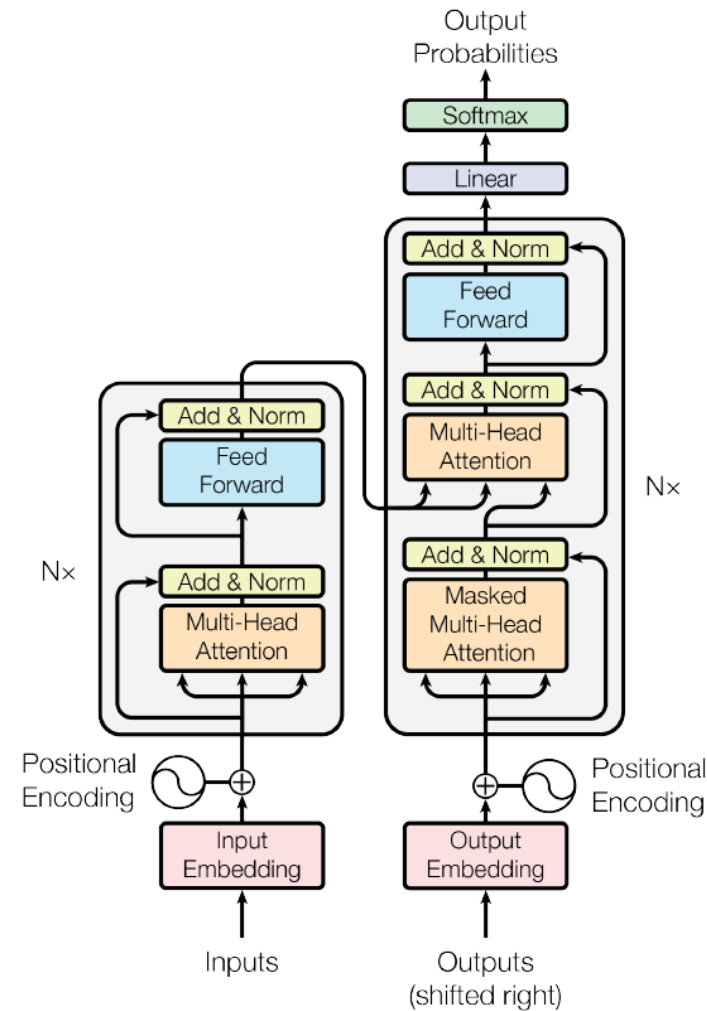 Output
Probabilities
Softmax
Linear
Add & Norm
Feed
Forward
Add & Norm
Multi-Head
Attention
Nx
Add & Norm
Masked
Multi-Head
Attention
Add & Norm
Feed
Forward
Nx
Add & Norm
Multi-Head
Attention
Positional
Encoding
Positional
Encoding
Input
Embedding
Output
Embedding
Inputs
Outputs
(shifted right)